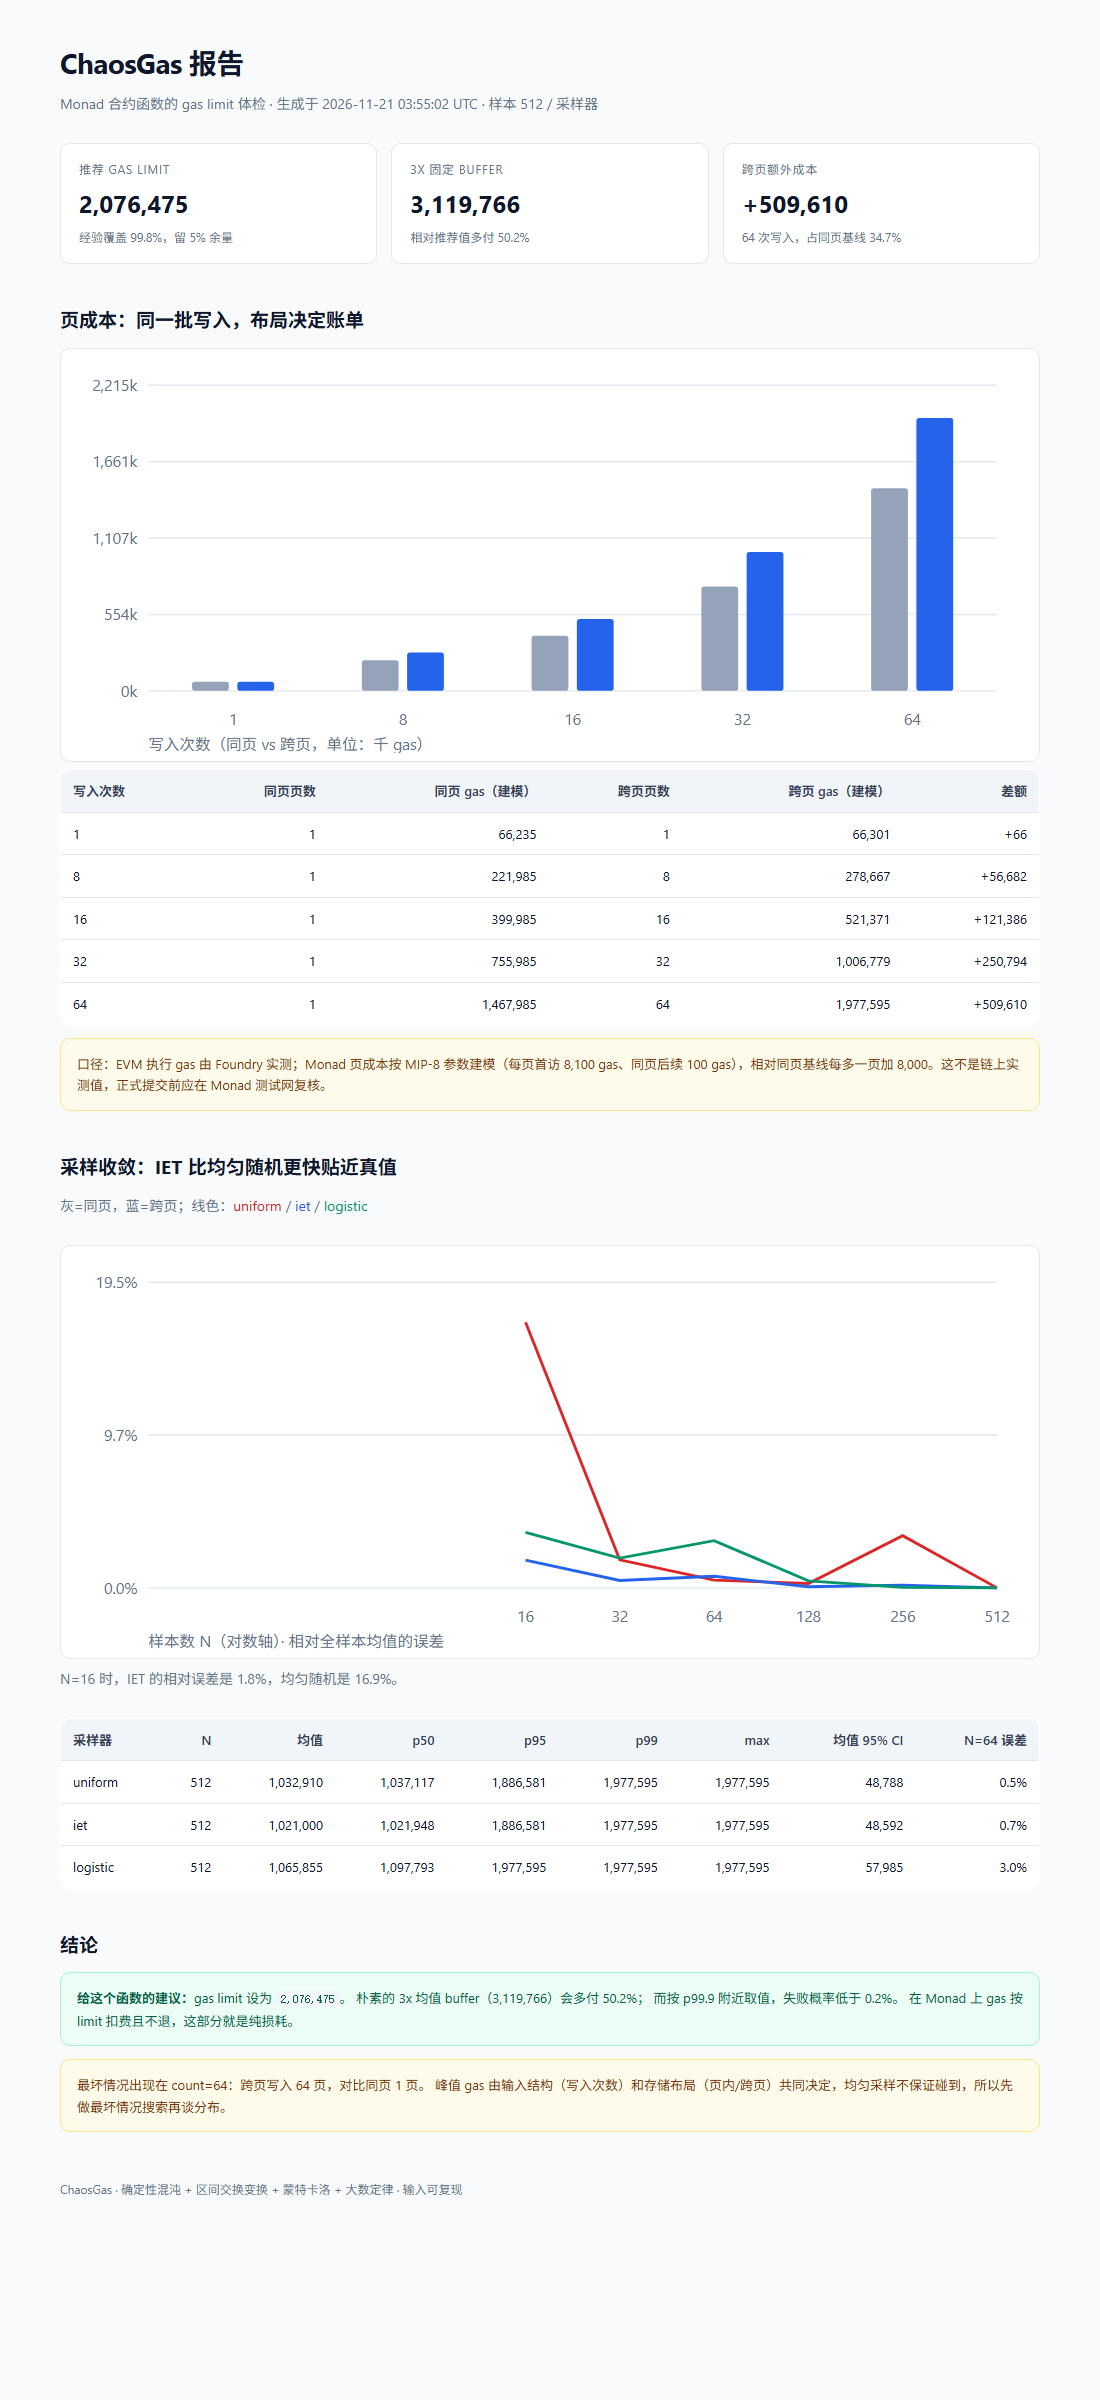 ChaosGas 报告
Monad 合约函数的 gas limit 体检 · 生成于 2026-11-21 03:55:02 UTC · 样本 512 / 采样器
推荐 GAS LIMIT
2,076,475
经验覆盖 99.8%，留 5% 余量
3X 固定 BUFFER
3,119,766
相对推荐值多付 50.2%
跨页额外成本
+509,610
64 次写入，占同页基线 34.7%
页成本：同一批写入，布局决定账单
2,215k
1,661k
1,107k
554k
0k
1 8 16 32 64
写入次数（同页 vs 跨页，单位：千 gas）
写入次数 同页页数 同页 gas（建模） 跨页页数 跨页 gas（建模） 差额
1 1 66,235 1 66,301 +66
8 1 221,985 8 278,667 +56,682
16 1 399,985 16 521,371 +121,386
32 1 755,985 32 1,006,779 +250,794
64 1 1,467,985 64 1,977,595 +509,610
口径：EVM 执行 gas 由 Foundry 实测；Monad 页成本按 MIP-8 参数建模（每页首访 8,100 gas、同页后续 100 gas），相对同页基线每多一页加 8,000。这不是链上实
测值，正式提交前应在 Monad 测试网复核。
采样收敛：IET 比均匀随机更快贴近真值
灰=同页，蓝=跨页；线色：uniform / iet / logistic
19.5%
9.7%
0.0%
16 32 64 128 256 512
样本数 N（对数轴）· 相对全样本均值的误差
N=16 时，IET 的相对误差是 1.8%，均匀随机是 16.9%。
采样器 N 均值 p50 p95 p99 max 均值 95% CI N=64 误差
uniform 512 1,032,910 1,037,117 1,886,581 1,977,595 1,977,595 48,788 0.5%
iet 512 1,021,000 1,021,948 1,886,581 1,977,595 1,977,595 48,592 0.7%
logistic 512 1,065,855 1,097,793 1,977,595 1,977,595 1,977,595 57,985 3.0%
结论
给这个函数的建议：gas limit 设为 2,076,475 。 朴素的 3x 均值 buffer（3,119,766）会多付 50.2%； 而按 p99.9 附近取值，失败概率低于 0.2%。 在 Monad 上 gas 按
limit 扣费且不退，这部分就是纯损耗。
最坏情况出现在 count=64：跨页写入 64 页，对比同页 1 页。 峰值 gas 由输入结构（写入次数）和存储布局（页内/跨页）共同决定，均匀采样不保证碰到，所以先
做最坏情况搜索再谈分布。
ChaosGas · 确定性混沌 + 区间交换变换 + 蒙特卡洛 + 大数定律 · 输入可复现